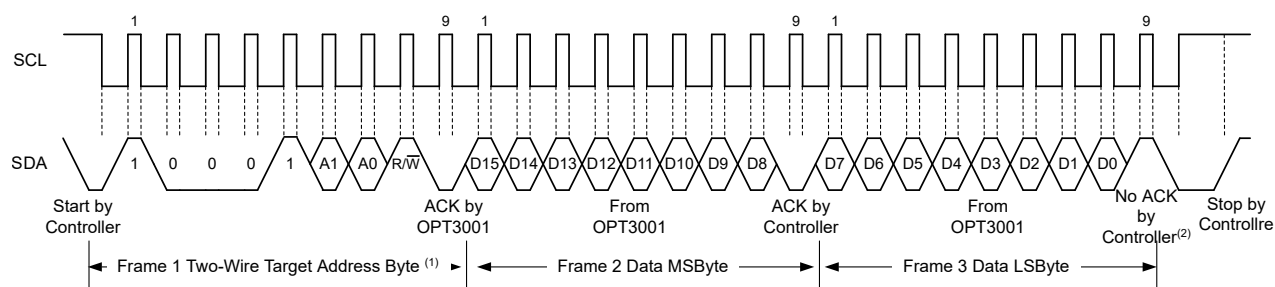 1 9 1 9 1 9
SCL
SDA
1 0 0 0 1 A1 A0 R/W̅ D15 D14 D13 D12 D11 D10 D9 D8 D7 D6 D5 D4 D3 D2 D1 D0
Start by
Controller
ACK by
OPT3001
From
OPT3001
ACK by
Controller
From
OPT3001
No ACK
by
Controller(2)
Stop by
Controllre
Frame 1 Two-Wire Target Address Byte (1)
Frame 2 Data MSByte
Frame 3 Data LSByte